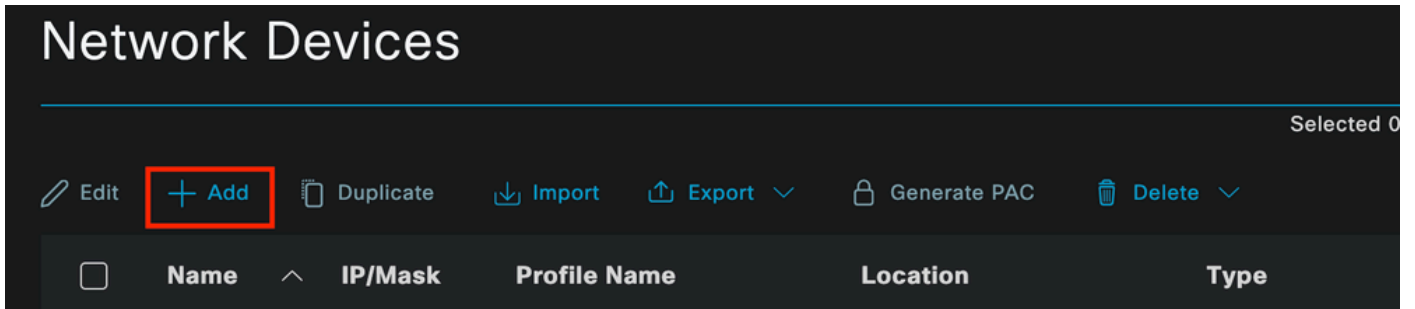 Network Devices
Selected 0
Edit Add Duplicate Import Export Generate PAC Delete
Name IP/Mask Profile Name Location Type